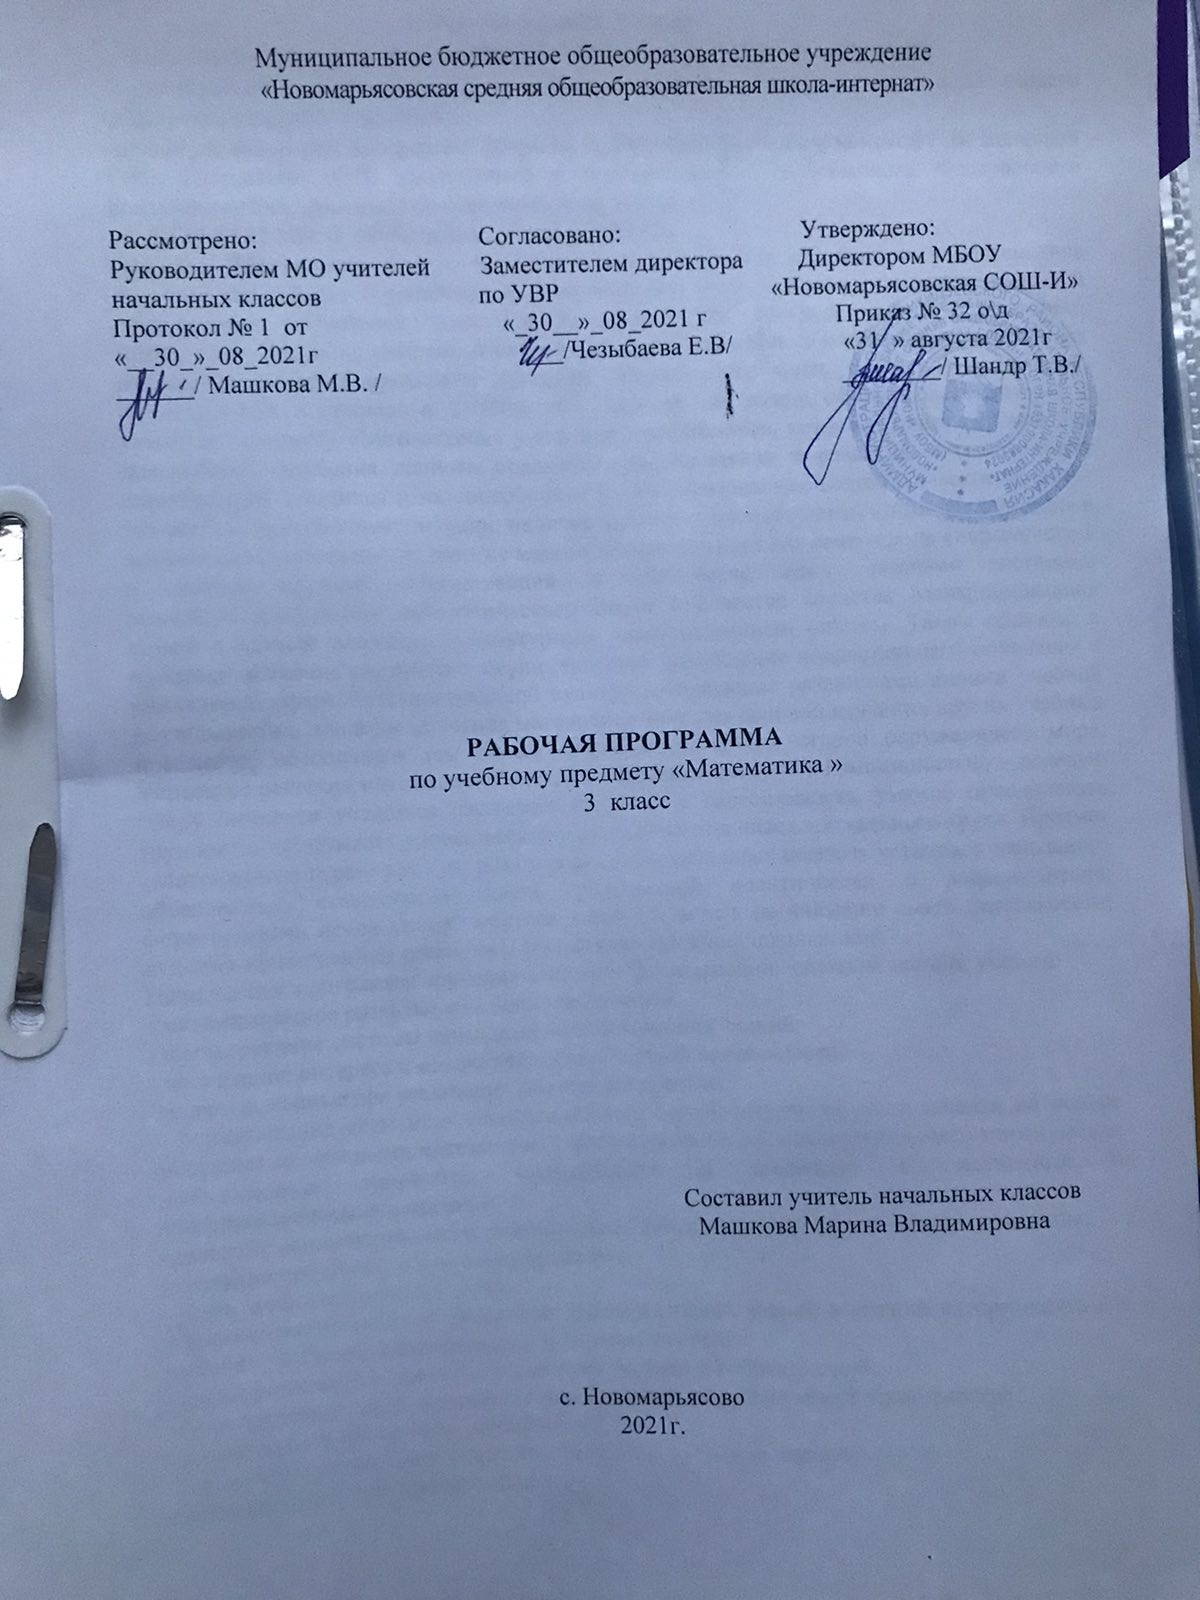 Муниципальное бюджетное общеобразовательное учреждение
«Новомарьясовская средняя общеобразовательная школа-интернат»
Рассмотрено:
Руководителем МО учителей
начальных классов
Протокол № 1 от
«__30_»_08_2021г
______/ Машкова М.В. /
Согласовано:
Заместителем директора
по УВР
«_30__»_08_2021 г
____/Чезыбаева Е.В/
Утверждено:
Директором МБОУ
«Новомарьясовская СОШ-И»
Приказ № 32 о\д
«31 » августа 2021г
_______/ Шандр Т.В./
РАБОЧАЯ ПРОГРАММА
по учебному предмету «Математика »
3 класс
Составил учитель начальных классов
Машкова Марина Владимировна
с. Новомарьясово
2021г.